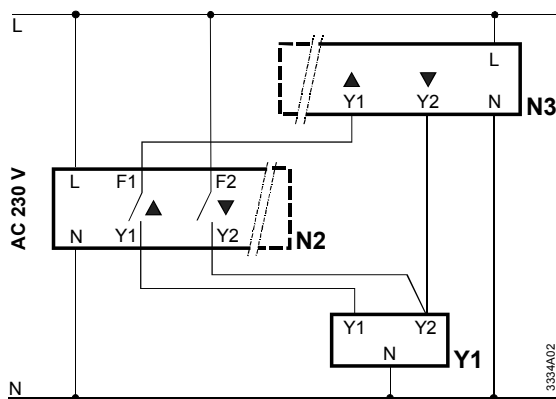 L
L
▲ ▼
Y1 Y2 N
N3
L F1 F2
▲ ▼
N Y1 Y2
N2
AC 230 V
Y1 Y2
N
Y1
N
3334A02